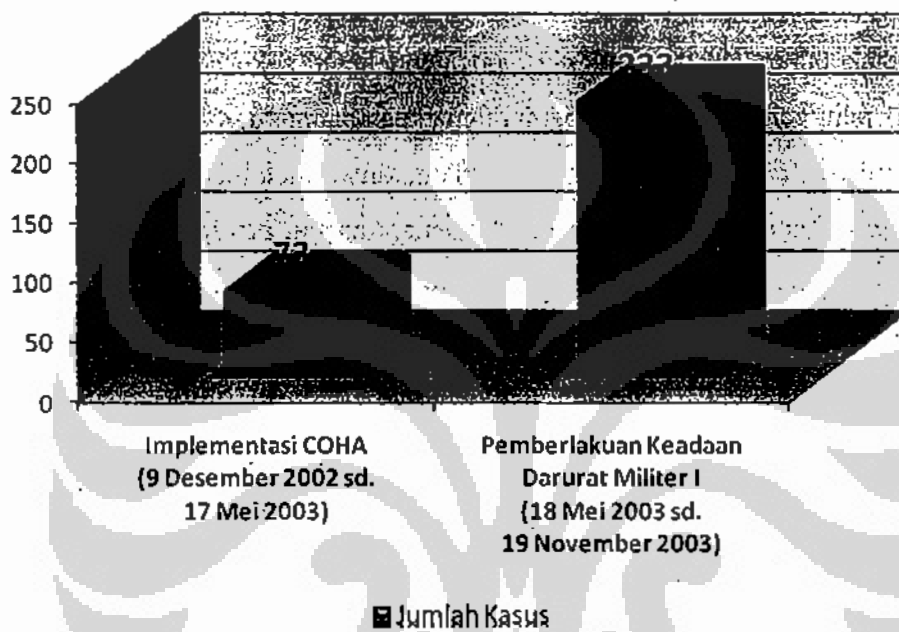 250
200
150
100
50
0
Implementasi COHA
(9 Desember 2002 sd.
17 Mei 2003)
Pemberlakuan Keadaan
Darurat Militer I
(18 Mei 2003 sd.
19 November 2003)
Jumlah Kasus